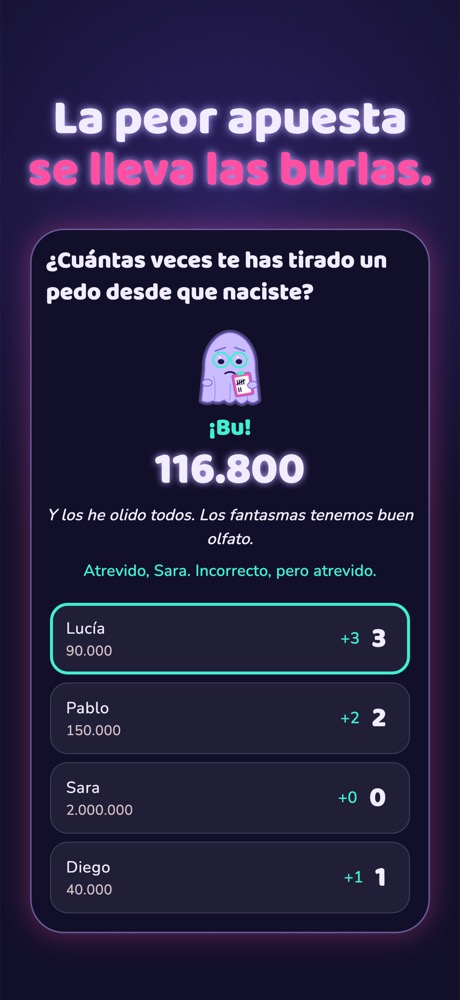 La peor apuesta
se lleva las burlas.
¿Cuántas veces te has tirado un
pedo desde que naciste?
¡Bu!
116.800
Y los he olido todos. Los fantasmas tenemos buen
olfato.
Atrevido, Sara. Incorrecto, pero atrevido.
Lucía
90.000
+3 3
Pablo
150.000
+2 2
Sara
2.000.000
+0 0
Diego
40.000
+1 1